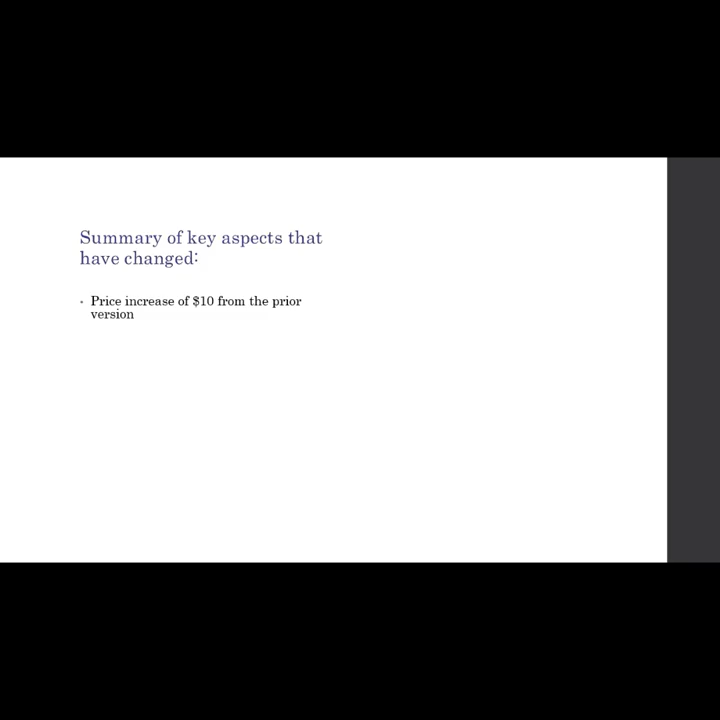 Summary of key aspects that
have changed:
• Price increase of $10 from the prior
version